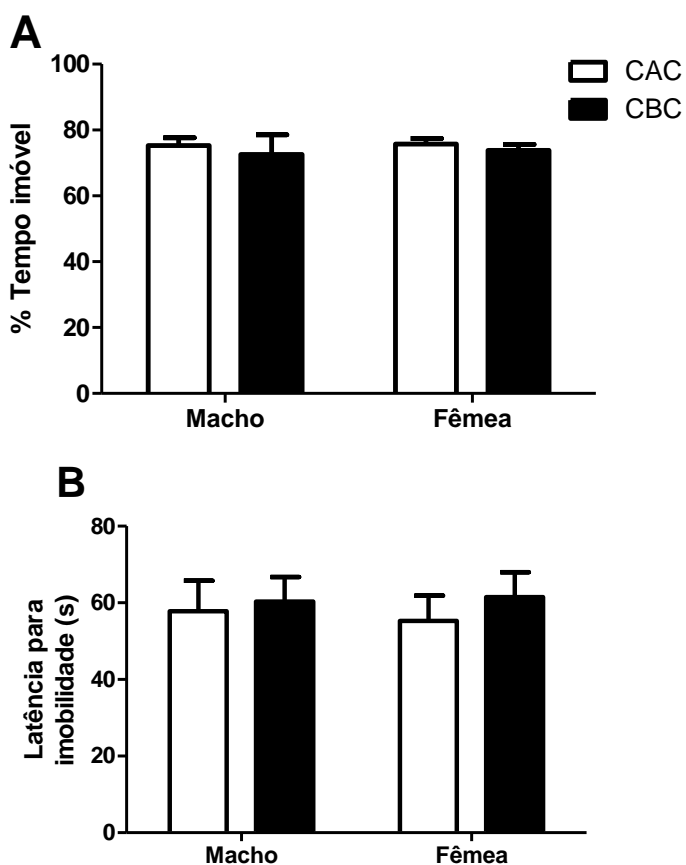 A
% Tempo imóvel
100
80
60
40
20
0
Macho
Fêmea
CAC
CBC
B
Latência para
imobilidade (s)
80
60
40
20
0
Macho
Fêmea